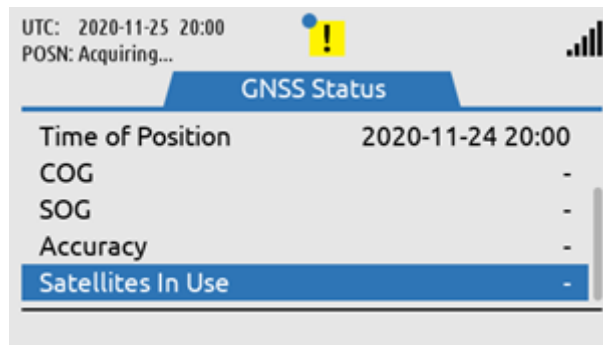 UTC: 2020-11-25 20:00
POSN: Acquiring...
!
GNSS Status
Time of Position 2020-11-24 20:00
COG -
SOG -
Accuracy -
Satellites In Use -